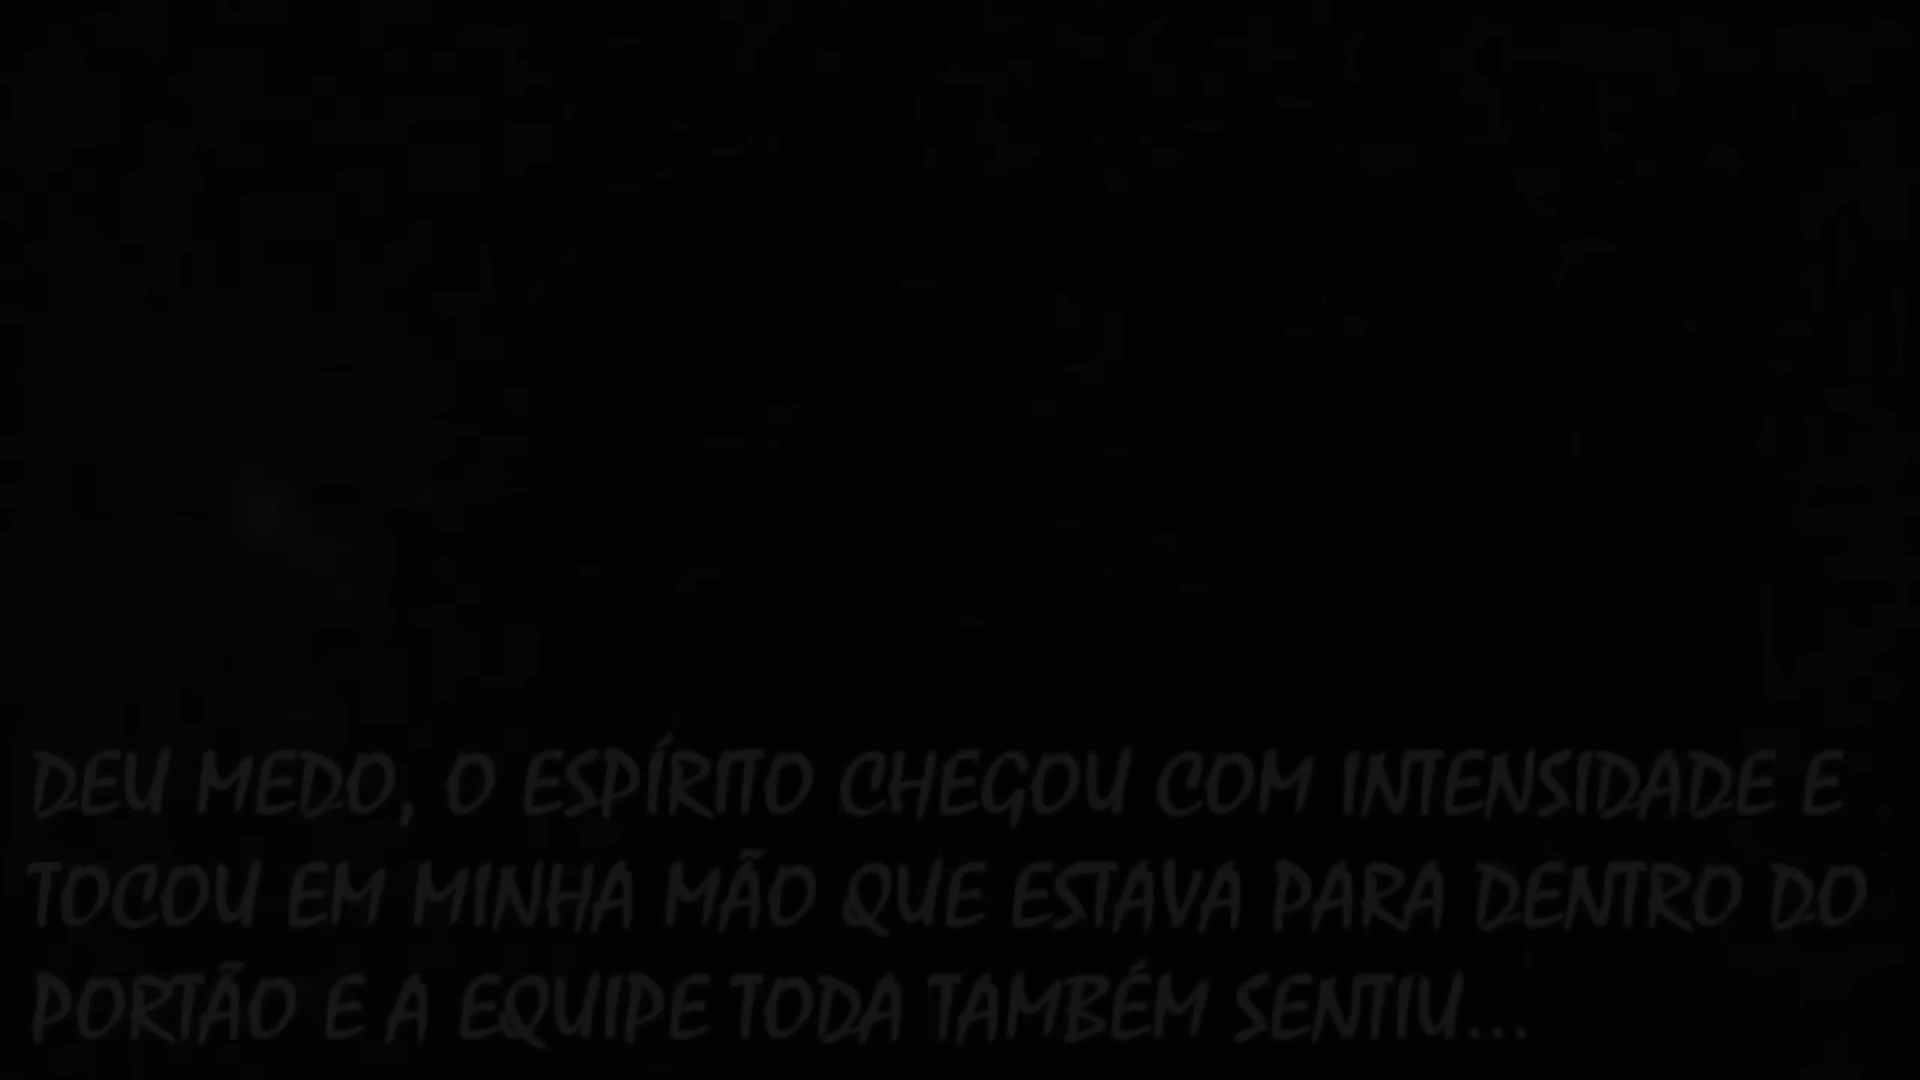 DEU MEDO, O ESPÍRITO CHEGOU COM INTENSIDADE E
TOCOU EM MINHA MÃO QUE ESTAVA PARA DENTRO DO
PORTÃO E A EQUIPE TODA TAMBÉM SENTIU...